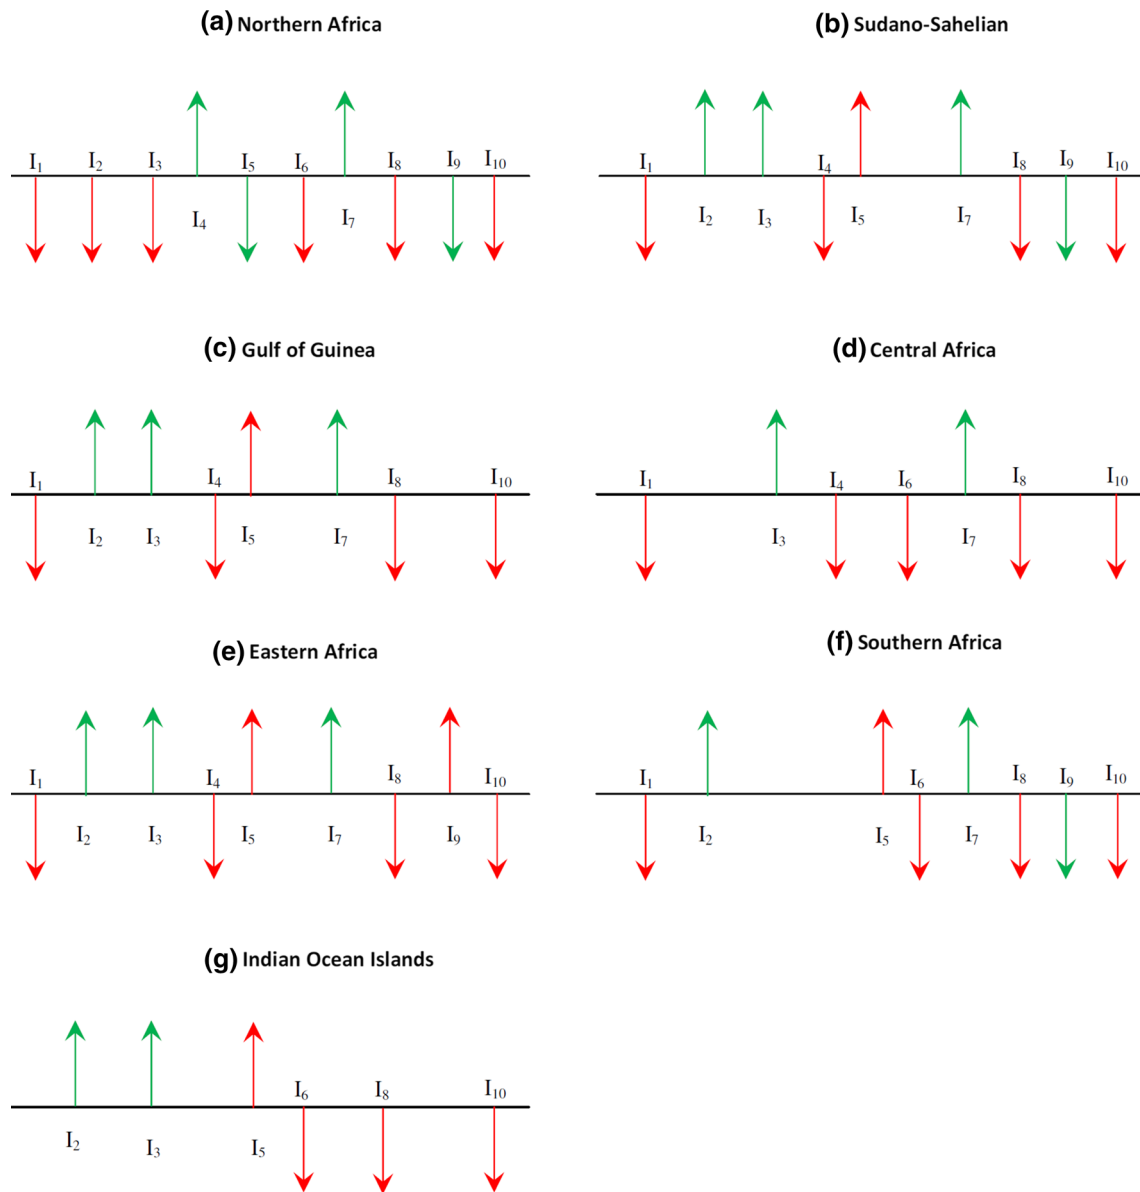 (a) Northern Africa
I1 I2 I3 I5 I6 I8 I9 I10
I4 I7
(b) Sudano-Sahelian
I1 I4 I8 I9 I10
I2 I3 I5 I7
(c) Gulf of Guinea
I1 I4 I8 I10
I2 I3 I5 I7
(d) Central Africa
I1 I4 I6 I8 I10
I3 I7
(e) Eastern Africa
I1 I4 I8 I10
I2 I3 I5 I7 I9
(f) Southern Africa
I1 I6 I8 I9 I10
I2 I5 I7
(g) Indian Ocean Islands
I6 I8 I10
I2 I3 I5